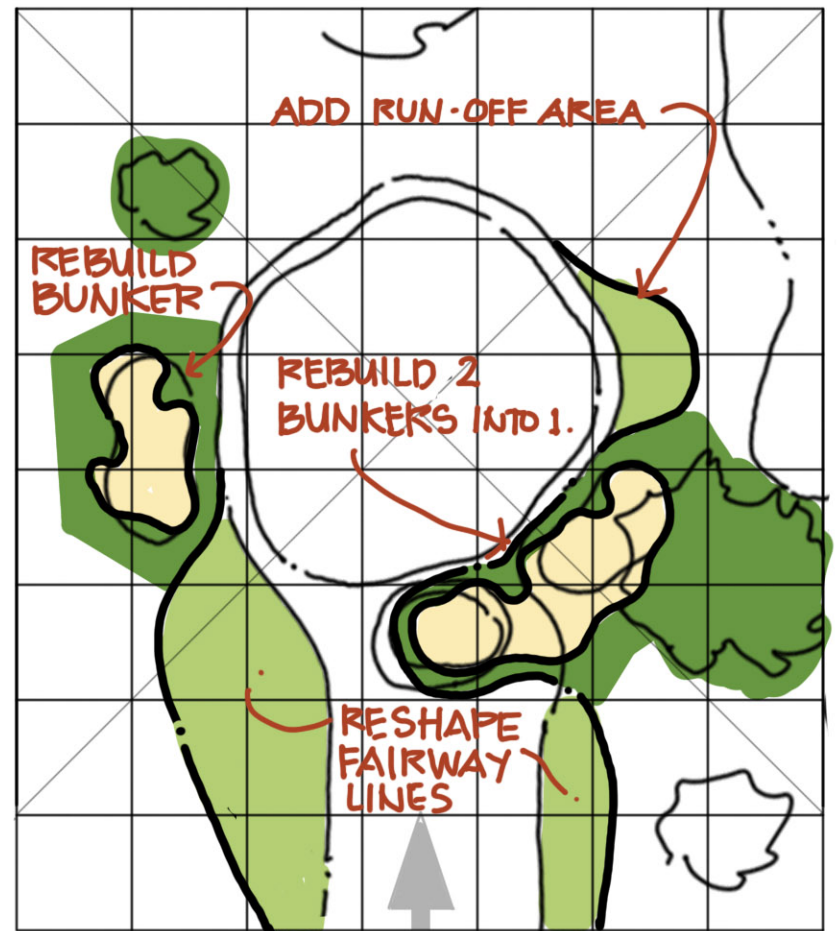 ADD RUN-OFF AREA
REBUILD
BUNKER
REBUILD 2
BUNKERS INTO 1.
RESHAPE
FAIRWAY
LINES